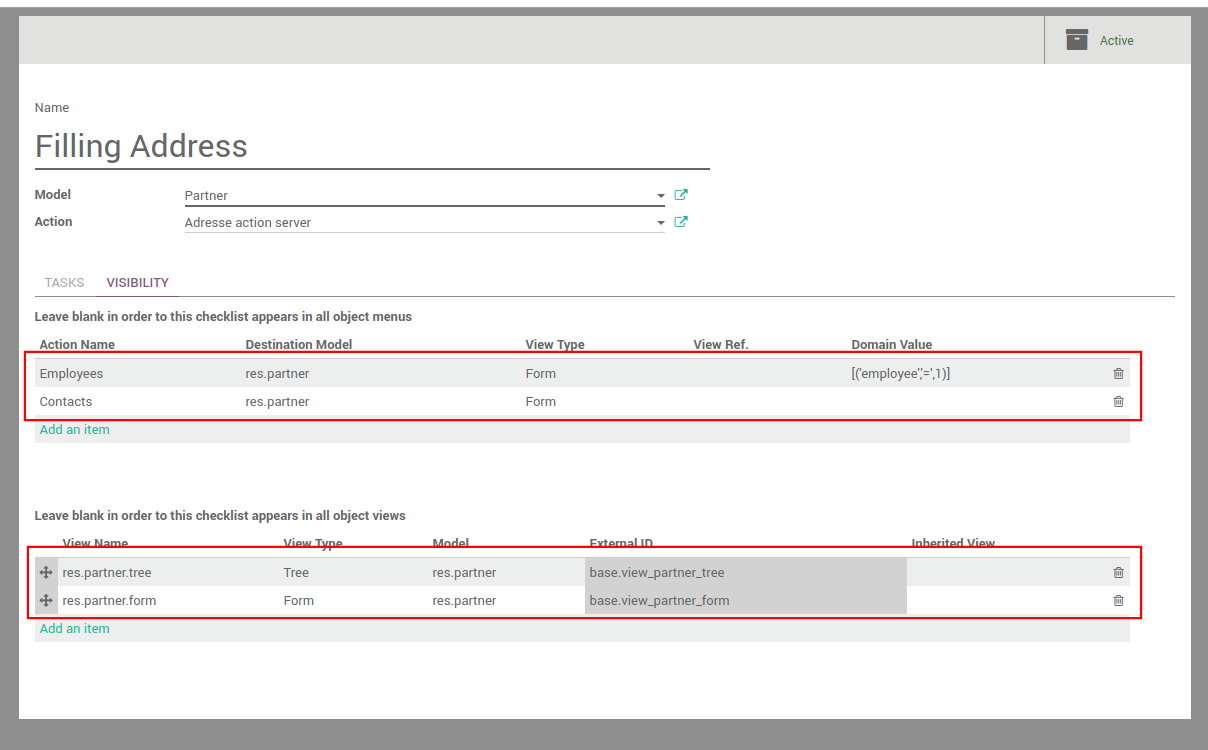 Active
Name
Filling Address
Model Partner
Action Adresse action server
TASKS VISIBILITY
Leave blank in order to this checklist appears in all object menus
Action Name Destination Model View Type View Ref. Domain Value
Employees res.partner Form [('employee','=',1)]
Contacts res.partner Form
Add an item
Leave blank in order to this checklist appears in all object views
View Name View Type Model External ID Inherited View
res.partner.tree Tree res.partner base.view_partner_tree
res.partner.form Form res.partner base.view_partner_form
Add an item